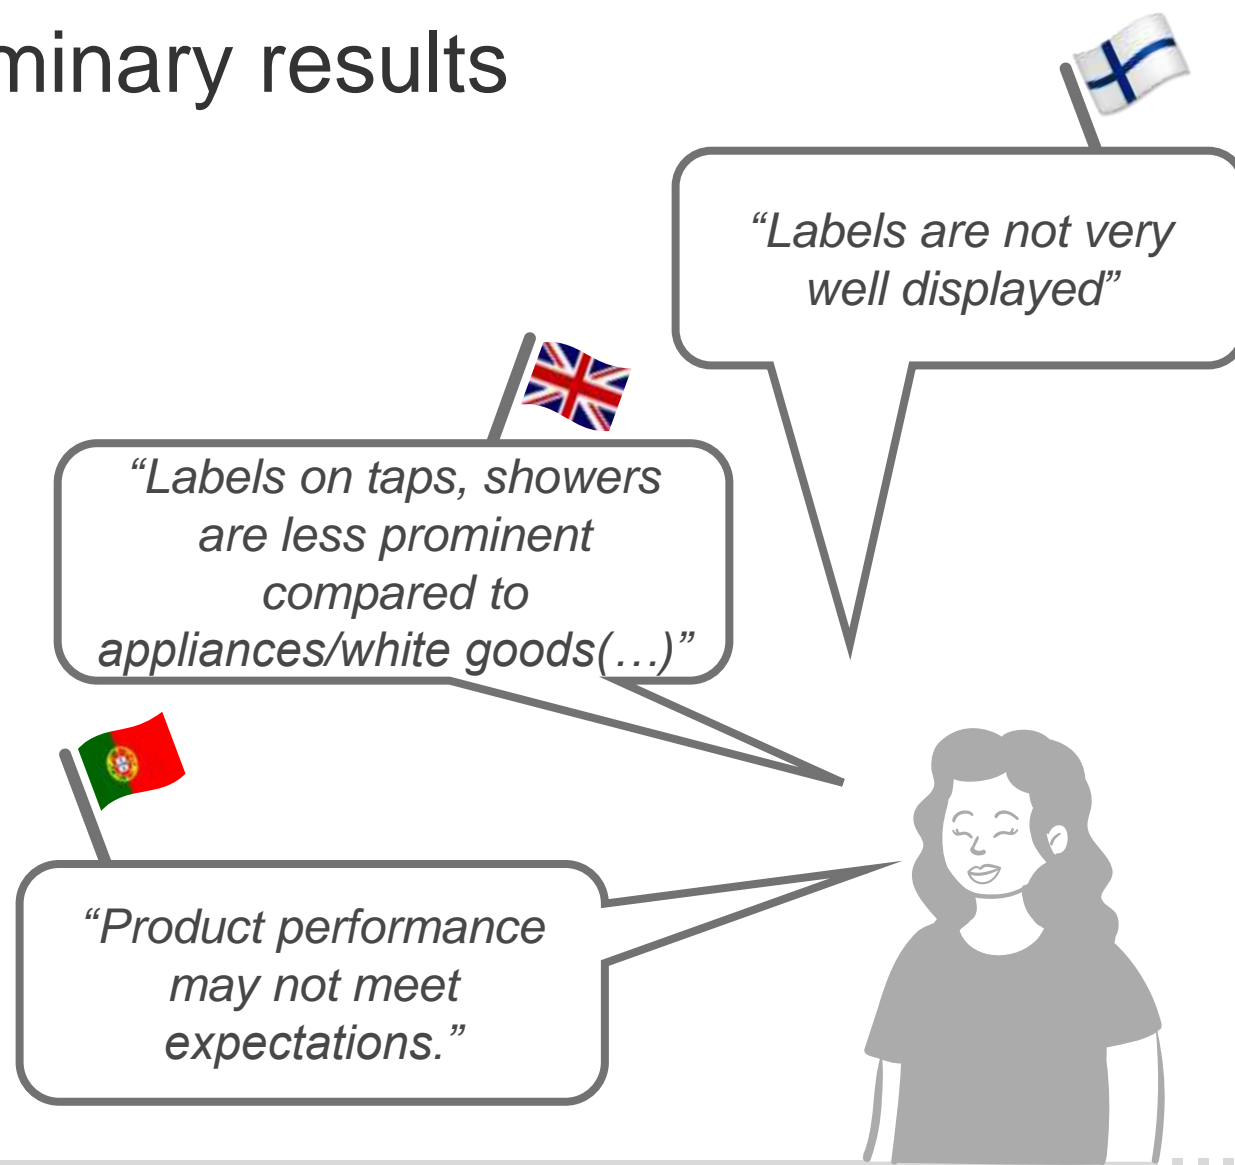 minary results
“Labels are not very
well displayed”
“Labels on taps, showers
are less prominent
compared to
appliances/white goods(…)”
“Product performance
may not meet
expectations.”